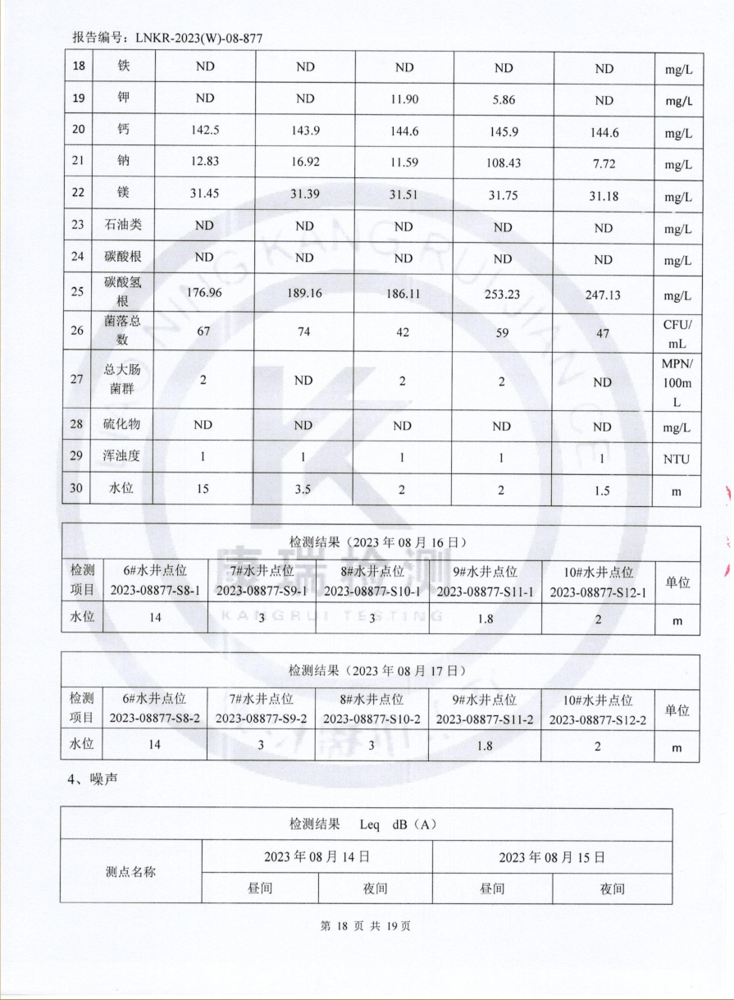 报告编号：LNKR-2023(W)-08-877
18 铁 ND ND ND ND ND mg/L
19 钾 ND ND 11.90 5.86 ND mg/L
20 钙 142.5 143.9 144.6 145.9 144.6 mg/L
21 钠 12.83 16.92 11.59 108.43 7.72 mg/L
22 镁 31.45 31.39 31.51 31.75 31.18 mg/L
23 石油类 ND ND ND ND ND mg/L
24 碳酸根 ND ND ND ND ND mg/L
25 碳酸氢
根 176.96 189.16 186.11 253.23 247.13 mg/L
26 菌落总
数 67 74 42 59 47 CFU/
mL
27 总大肠
菌群 2 ND 2 2 ND MPN/
100m
L
28 硫化物 ND ND ND ND ND mg/L
29 浑浊度 1 1 1 1 1 NTU
30 水位 15 3.5 2 2 1.5 m
检测结果（2023 年 08 月 16 日）
检测
项目 6#水井点位
2023-08877-S8-1 7#水井点位
2023-08877-S9-1 8#水井点位
2023-08877-S10-1 9#水井点位
2023-08877-S11-1 10#水井点位
2023-08877-S12-1 单位
水位 14 3 3 1.8 2 m
检测结果（2023 年 08 月 17 日）
检测
项目 6#水井点位
2023-08877-S8-2 7#水井点位
2023-08877-S9-2 8#水井点位
2023-08877-S10-2 9#水井点位
2023-08877-S11-2 10#水井点位
2023-08877-S12-2 单位
水位 14 3 3 1.8 2 m
4、噪声
检测结果 Leq dB（A）
测点名称 2023 年 08 月 14 日 2023 年 08 月 15 日
昼间 夜间 昼间 夜间
第 18 页 共 19 页
LIAO NING KANG RUI JIAN CE
康瑞检测
KANGRUI TESTING